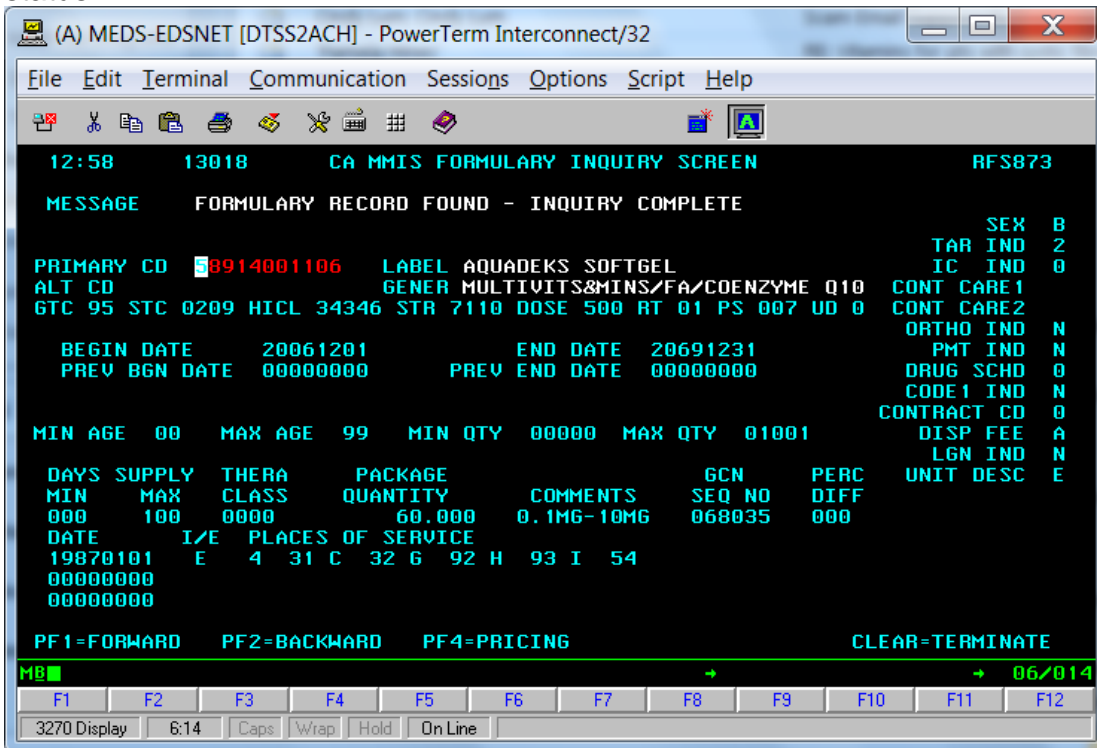 (A) MEDS-EDSNET [DTSS2ACH] - PowerTerm Interconnect/32
File Edit Terminal Communication Sessions Options Script Help
12:58 13018 CA MMIS FORMULARY INQUIRY SCREEN RFS873
MESSAGE FORMULARY RECORD FOUND - INQUIRY COMPLETE
SEX B
TAR IND 2
PRIMARY CD 58914001106 LABEL AQUADEKS SOFTGEL IC IND 0
ALT CD GENER MULTIVITS&MINS/FA/COENZYME Q10 CONT CARE1
GTC 95 STC 0209 HICL 34346 STR 7110 DOSE 500 RT 01 PS 007 UD 0 CONT CARE2
ORTHO IND N
BEGIN DATE 20061201 END DATE 20691231 PMT IND N
PREV BGN DATE 00000000 PREV END DATE 00000000 DRUG SCHD 0
CODE1 IND N
CONTRACT CD 0
MIN AGE 00 MAX AGE 99 MIN QTY 00000 MAX QTY 01001 DISP FEE A
LGN IND N
DAYS SUPPLY THERA PACKAGE GCN PERC UNIT DESC E
MIN MAX CLASS QUANTITY COMMENTS SEQ NO DIFF
000 100 0000 60.000 0.1MG-10MG 068035 000
DATE I/E PLACES OF SERVICE
19870101 E 4 31 C 32 G 92 H 93 I 54
00000000
00000000
PF1=FORWARD PF2=BACKWARD PF4=PRICING CLEAR=TERMINATE
MB 06/014
F1 F2 F3 F4 F5 F6 F7 F8 F9 F10 F11 F12
3270 Display 6:14 Caps Wrap Hold On Line